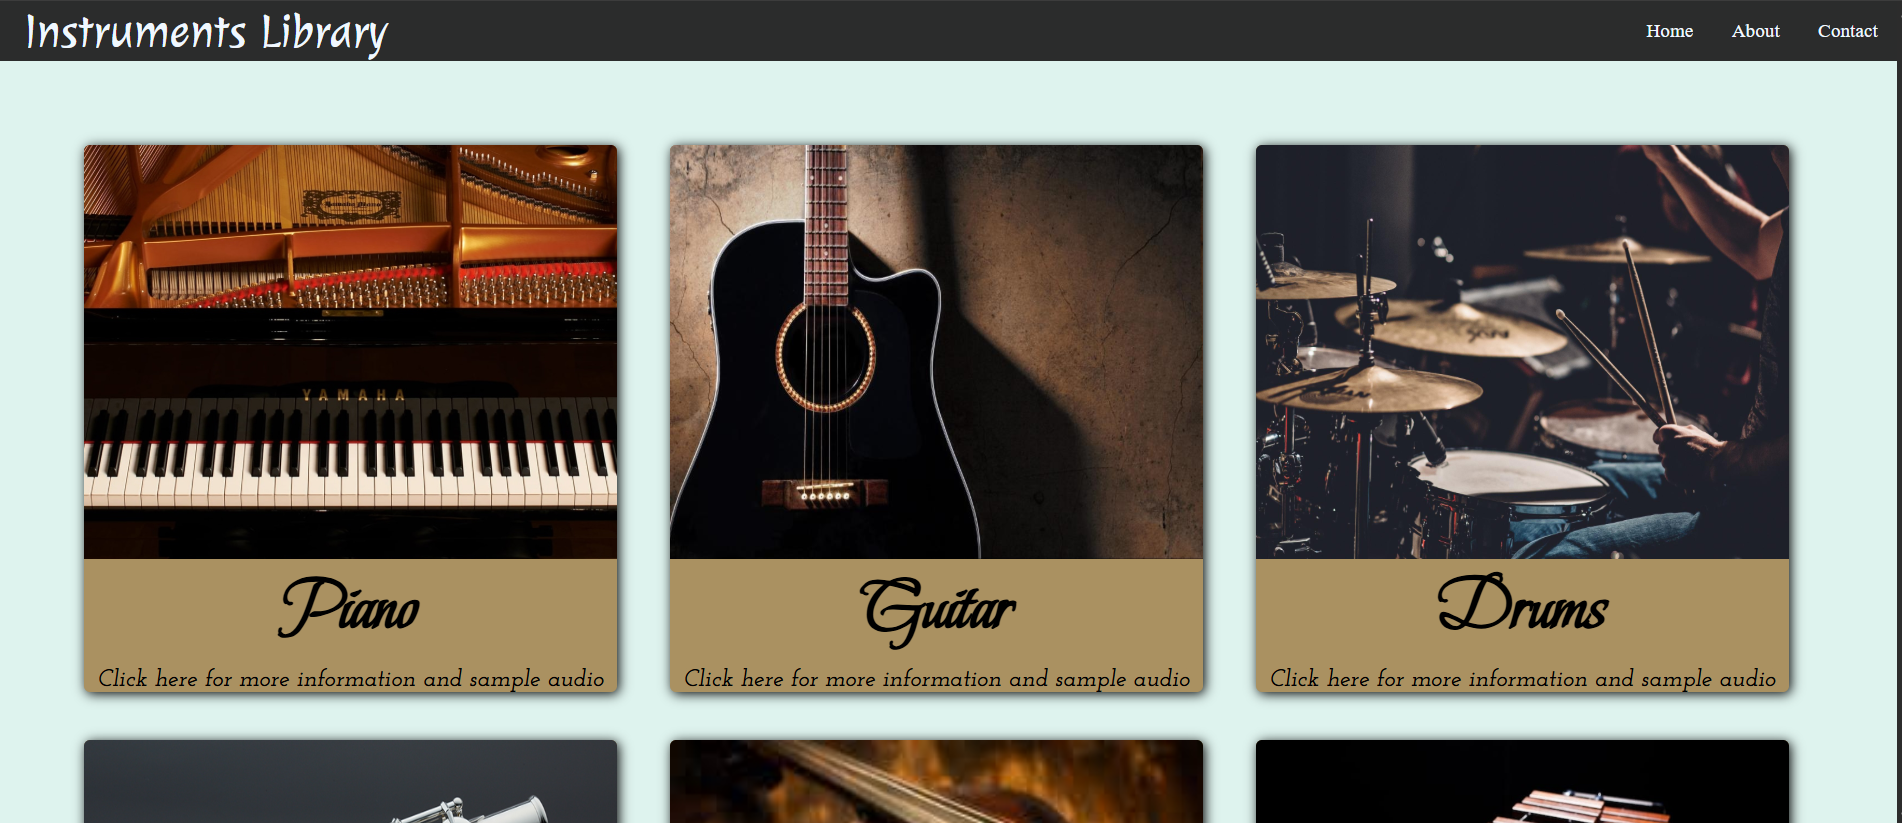 Instruments Library
Home About Contact
YAMAHA
Piano
Guitar
Drums
Click here for more information and sample audio
Click here for more information and sample audio
Click here for more information and sample audio